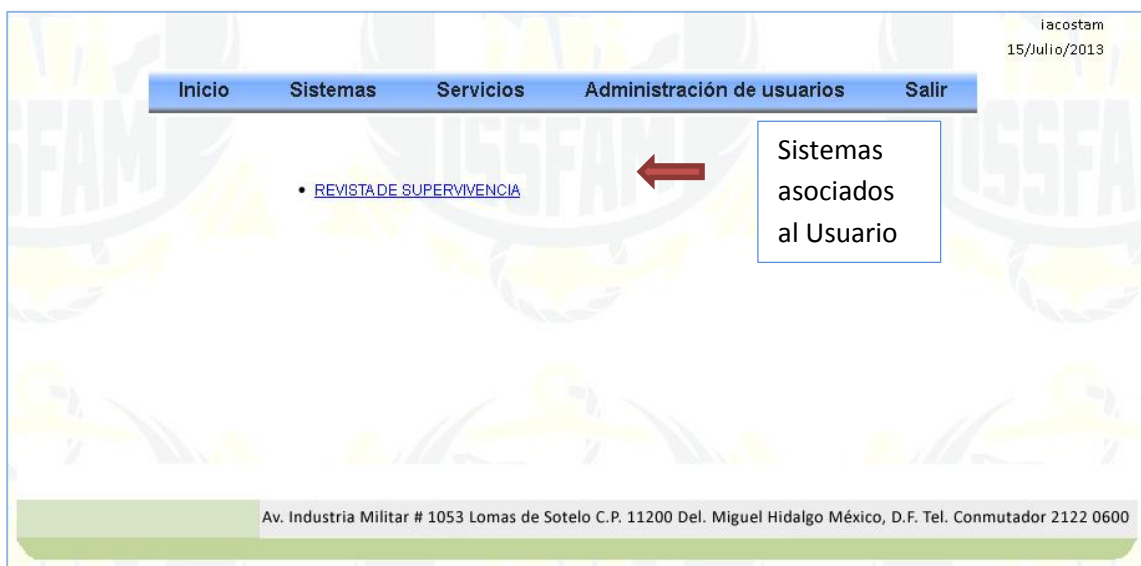 iacostam
15/Julio/2013
Inicio Sistemas Servicios Administración de usuarios Salir
Sistemas
asociados
al Usuario
• REVISTA DE SUPERVIVENCIA
ISSFAM
Av. Industria Militar # 1053 Lomas de Sotelo C.P. 11200 Del. Miguel Hidalgo México, D.F. Tel. Conmutador 2122 0600